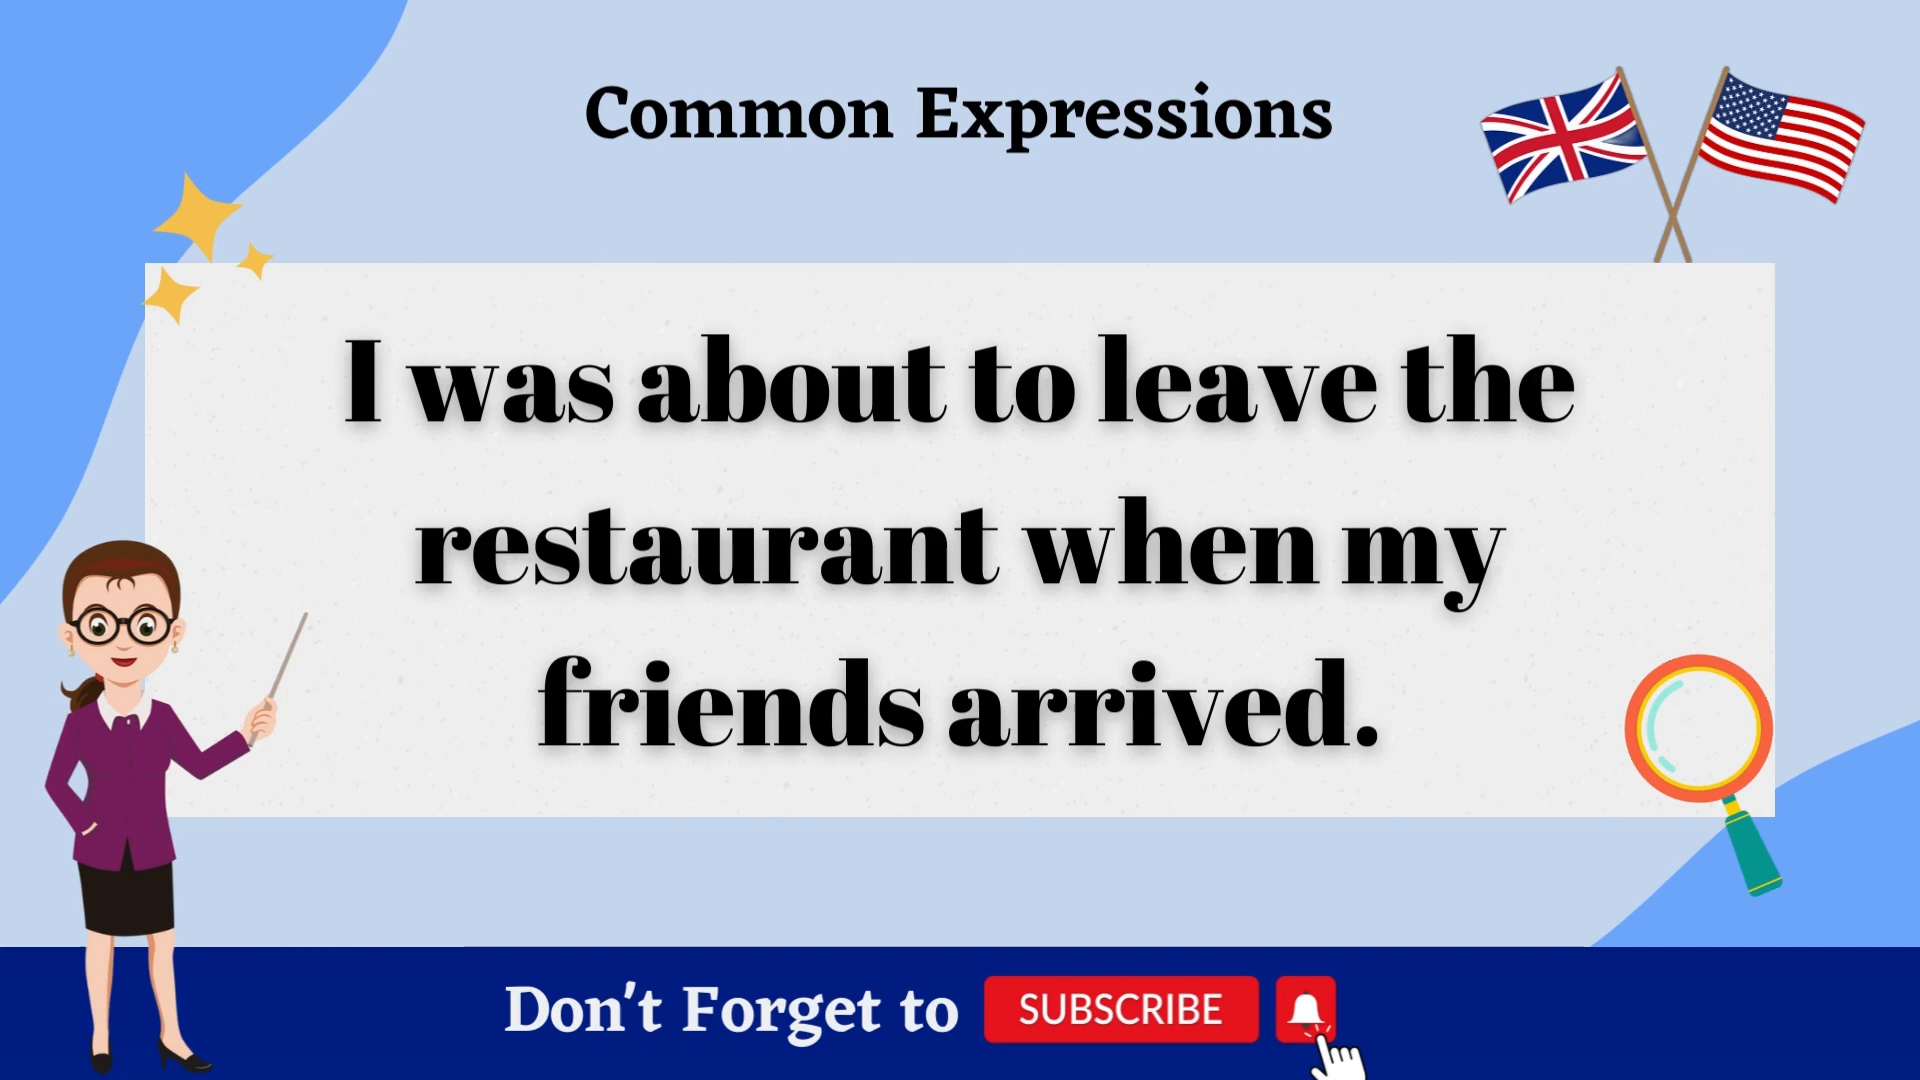 Common Expressions
I was about to leave the
restaurant when my
friends arrived.
Don't Forget to SUBSCRIBE